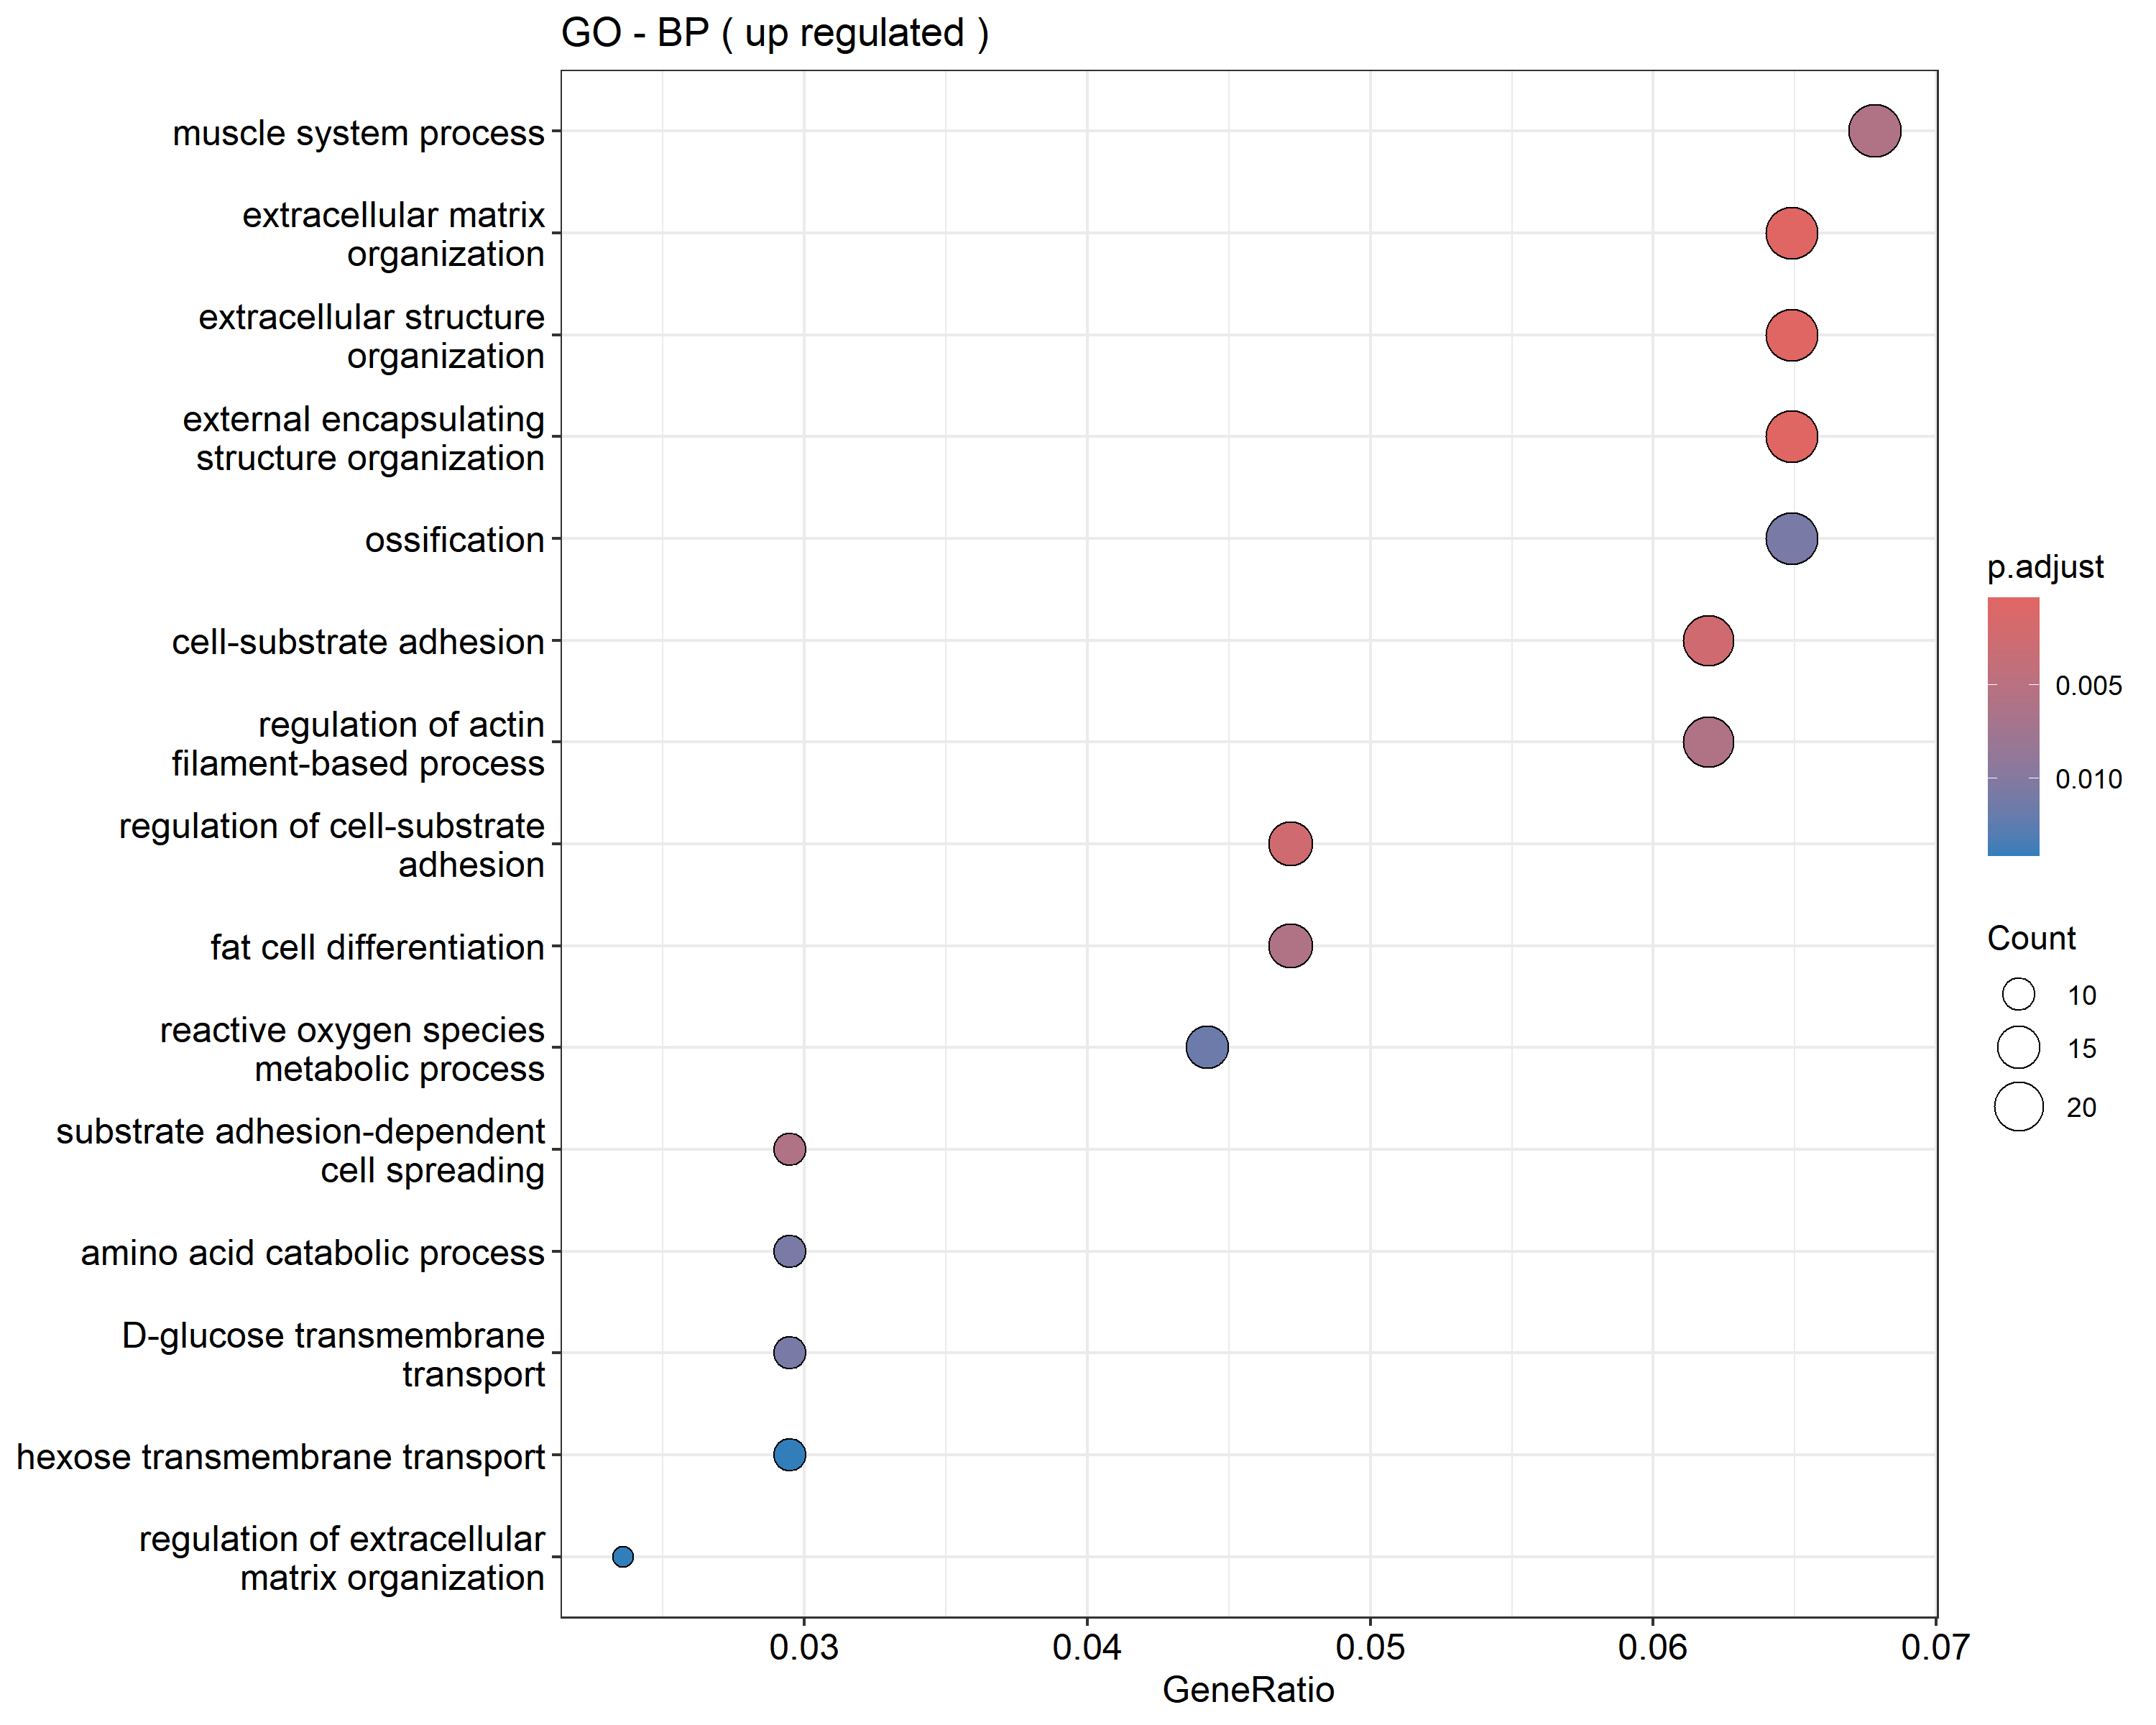 GO - BP ( up regulated )
muscle system process
extracellular matrix
organization
extracellular structure
organization
external encapsulating
structure organization
ossification
cell-substrate adhesion
regulation of actin
filament-based process
regulation of cell-substrate
adhesion
fat cell differentiation
reactive oxygen species
metabolic process
substrate adhesion-dependent
cell spreading
amino acid catabolic process
D-glucose transmembrane
transport
hexose transmembrane transport
regulation of extracellular
matrix organization
0.03 0.04 0.05 0.06 0.07
GeneRatio
p.adjust
0.005
0.010
Count
10
15
20